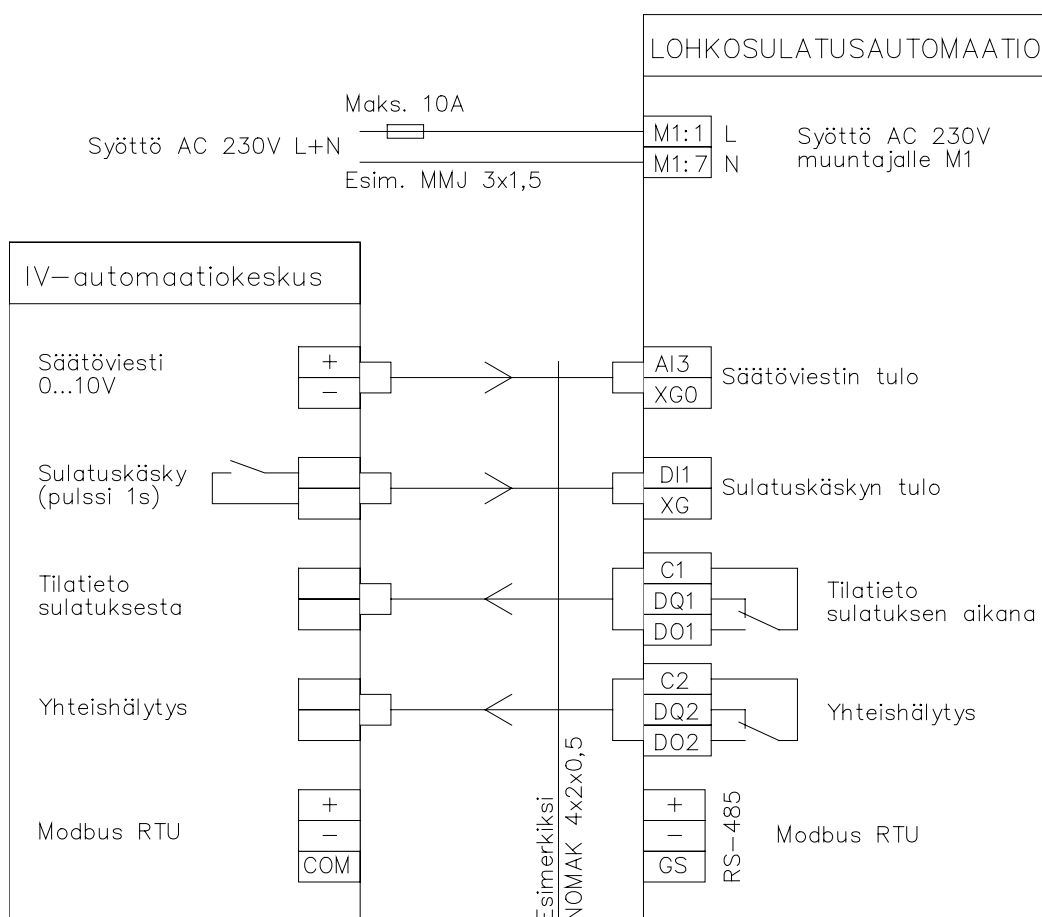 LOHKOSULATUSAUTOMAATIO
Maks. 10A
Syöttö AC 230V L+N
Esim. MMJ 3x1,5
M1:1 L
M1:7 N
Syöttö AC 230V
muuntajalle M1
IV-automaatiokeskus
Säätöviesti
0...10V
+
-
AI3
XG0
Säätöviestin tulo
Sulatuskäsky
(pulssi 1s)
DI1
XG
Sulatuskäskyn tulo
Tilatieto
sulatuksesta
C1
DQ1
DO1
Tilatieto
sulatuksen aikana
Yhteishälytys
C2
DQ2
DO2
Yhteishälytys
Modbus RTU
+
-
COM
Esimerkiksi
NOMAK 4x2x0,5
+
-
GS
RS-485
Modbus RTU